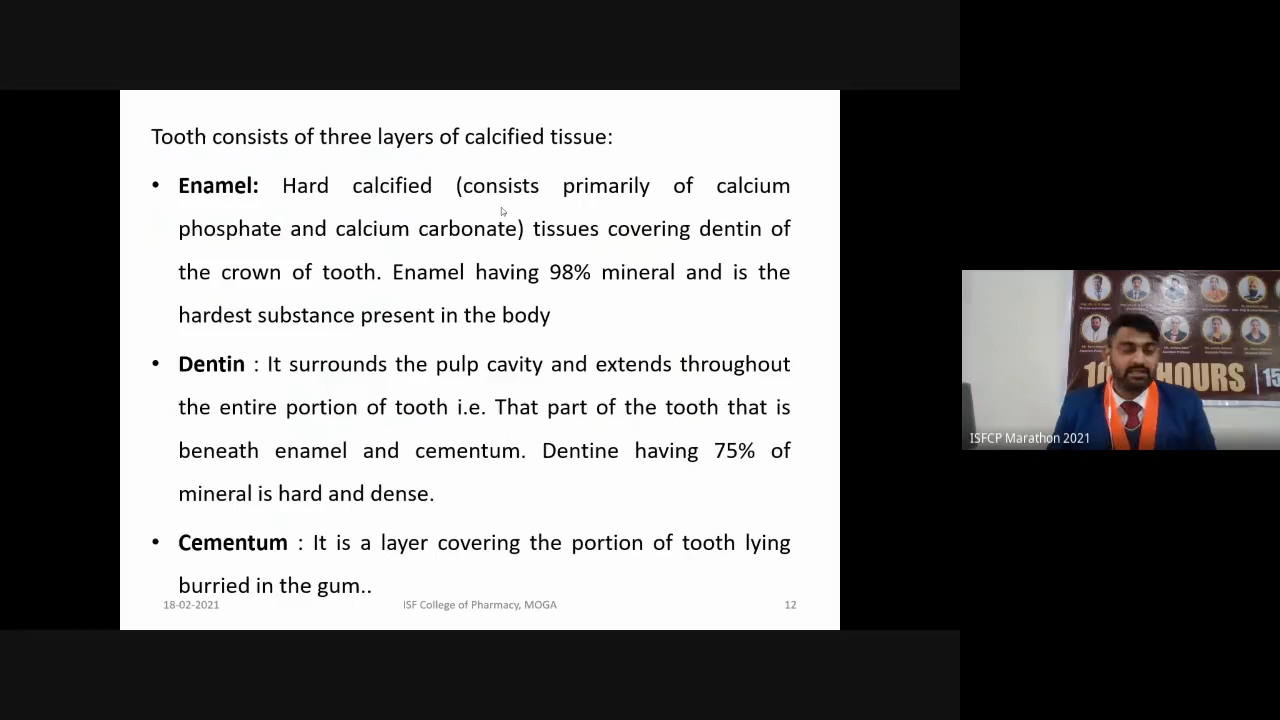 Tooth consists of three layers of calcified tissue:
• Enamel: Hard calcified (consists primarily of calcium
phosphate and calcium carbonate) tissues covering dentin of
the crown of tooth. Enamel having 98% mineral and is the
hardest substance present in the body
• Dentin : It surrounds the pulp cavity and extends throughout
the entire portion of tooth i.e. That part of the tooth that is
beneath enamel and cementum. Dentine having 75% of
mineral is hard and dense.
• Cementum : It is a layer covering the portion of tooth lying
burried in the gum..
18-02-2021 ISF College of Pharmacy, MOGA 12
HOURS
ISFCP Marathon 2021